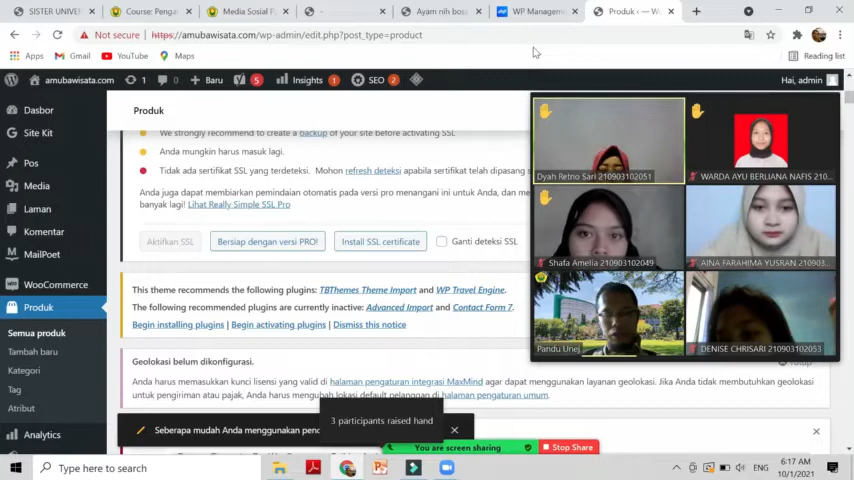 SISTER UNIVER
Course: Penga
Media Sosial P
Ayam nih bos
WP Managem
Produk ‹ — W
https://amubawisata.com/wp-admin/edit.php?post_type=product
Apps
Gmail
YouTube
Maps
Reading list
amubawisata.com
1
0
+ Baru
5
Insights
1
SEO
2
Hai, admin
Dasbor
Site Kit
Pos
Media
Laman
Komentar
MailPoet
WooCommerce
Produk
Semua produk
Tambah baru
Kategori
Tag
Atribut
Analytics
Produk
We strongly recommend to create a backup of your site before activating SSL
Anda mungkin harus masuk lagi.
Tidak ada sertifikat SSL yang terdeteksi. Mohon refresh deteksi apabila sertifikat telah dipasang s
Anda juga dapat membiarkan pemindaian otomatis pada versi pro menangani ini untuk Anda, dan me
banyak lagi! Lihat Really Simple SSL Pro
Aktifkan SSL
Bersiap dengan versi PRO!
Install SSL certificate
Ganti deteksi SSL
This theme recommends the following plugins: TBThemes Theme Import and WP Travel Engine.
The following recommended plugins are currently inactive: Advanced Import and Contact Form 7.
Begin installing plugins | Begin activating plugins | Dismiss this notice
Geolokasi belum dikonfigurasi.
Tutup
Anda harus memasukkan kunci lisensi yang valid di halaman pengaturan integrasi MaxMind agar dapat menggunakan layanan geolokasi. Jika Anda tidak membutuhkan geolokasi
untuk pengiriman atau pajak, Anda harus mengubah lokasi default pelanggan di halaman pengaturan umum.
Seberapa mudah Anda menggunakan penc
3 participants raised hand
Dyah Retno Sari 210903102051
WARDA AYU BERLIANA NAFIS 210...
Shafa Amelia 210903102049
AINA FARAHIMA YUSRAN 210903...
Pandu Unej
DENISE CHRISARI 210903102053
You are screen sharing
Stop Share
Type here to search
ENG
6:17 AM
10/1/2021